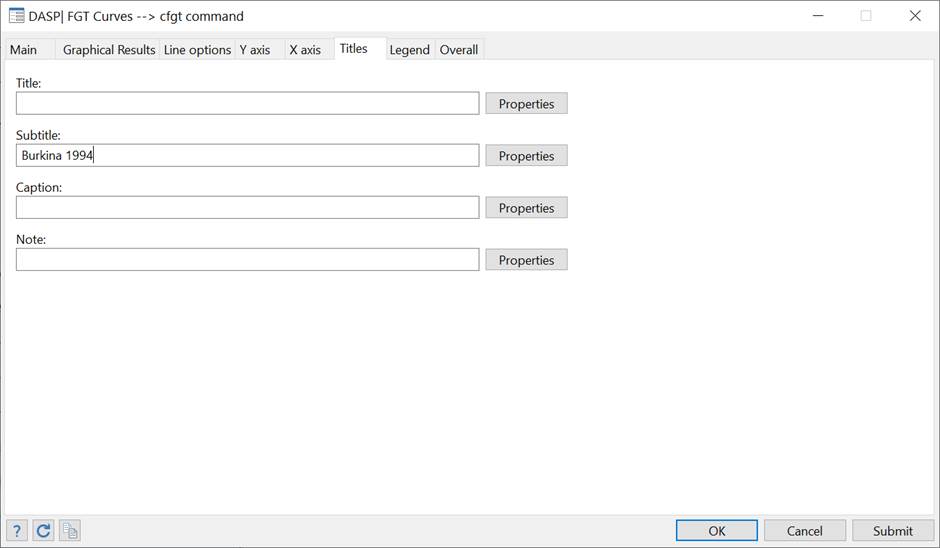 DASP| FGT Curves --> cfgt command
Main Graphical Results Line options Y axis X axis Titles Legend Overall
Title:
Properties
Subtitle:
Burkina 1994 Properties
Caption:
Properties
Note:
Properties
? OK Cancel Submit